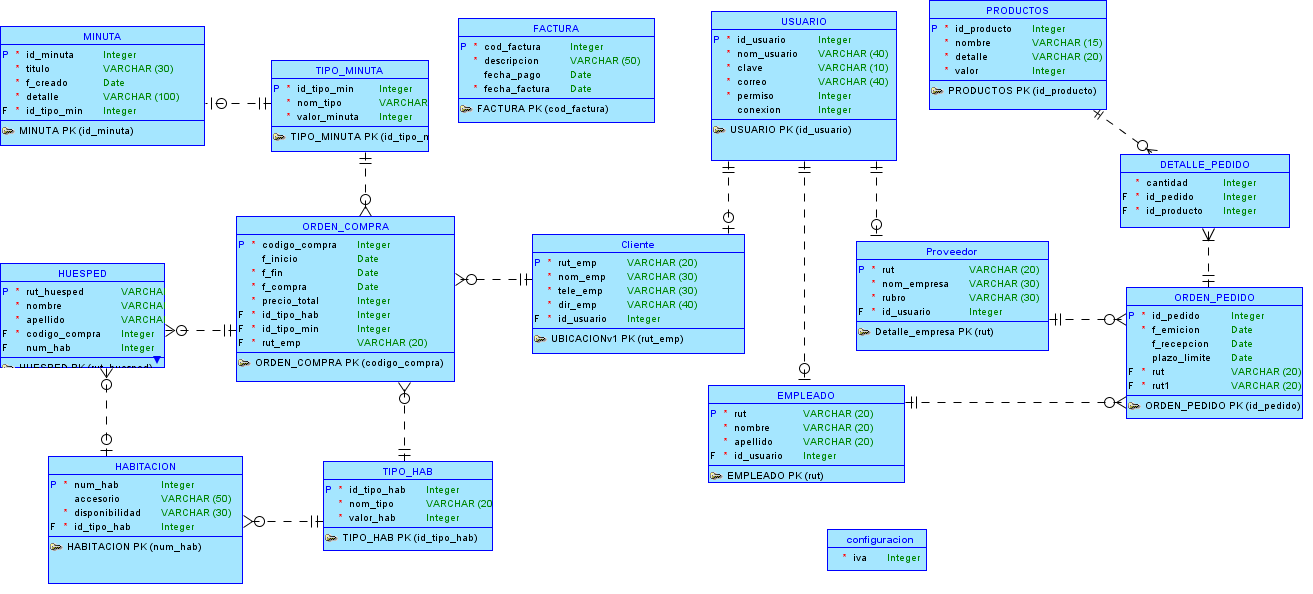 MINUTA
P * id_minuta Integer
* titulo VARCHAR (30)
* f_creado Date
* detalle VARCHAR (100)
F * id_tipo_min Integer
MINUTA PK (id_minuta)
TIPO_MINUTA
P * id_tipo_min Integer
* nom_tipo VARCHAR
* valor_minuta Integer
TIPO_MINUTA PK (id_tipo_n
FACTURA
P * cod_factura Integer
* descripcion VARCHAR (50)
fecha_pago Date
* fecha_factura Date
FACTURA PK (cod_factura)
USUARIO
P * id_usuario Integer
* nom_usuario VARCHAR (40)
* clave VARCHAR (10)
* correo VARCHAR (40)
* permiso Integer
conexion Integer
USUARIO PK (id_usuario)
PRODUCTOS
P * id_producto Integer
* nombre VARCHAR (15)
* detalle VARCHAR (20)
* valor Integer
PRODUCTOS PK (id_producto)
DETALLE_PEDIDO
* cantidad Integer
F * id_pedido Integer
F * id_producto Integer
HUESPED
P * rut_huesped VARCHA
* nombre VARCHA
* apellido VARCHA
F * codigo_compra Integer
F num_hab Integer
HUESPED PK (rut_huesped)
ORDEN_COMPRA
P * codigo_compra Integer
f_inicio Date
* f_fin Date
* f_compra Date
* precio_total Integer
F * id_tipo_hab Integer
F * id_tipo_min Integer
F * rut_emp VARCHAR (20)
ORDEN_COMPRA PK (codigo_compra)
Cliente
P * rut_emp VARCHAR (20)
* nom_emp VARCHAR (30)
* tele_emp VARCHAR (30)
* dir_emp VARCHAR (40)
F * id_usuario Integer
UBICACIONv1 PK (rut_emp)
Proveedor
P * rut VARCHAR (20)
* nom_empresa VARCHAR (30)
* rubro VARCHAR (30)
F * id_usuario Integer
Detalle_empresa PK (rut)
ORDEN_PEDIDO
P * id_pedido Integer
* f_emicion Date
f_recepcion Date
plazo_limite Date
F * rut VARCHAR (20)
F * rut1 VARCHAR (20)
ORDEN_PEDIDO PK (id_pedido)
EMPLEADO
P * rut VARCHAR (20)
* nombre VARCHAR (20)
* apellido VARCHAR (20)
F * id_usuario Integer
EMPLEADO PK (rut)
HABITACION
P * num_hab Integer
accesorio VARCHAR (50)
* disponibilidad VARCHAR (30)
F * id_tipo_hab Integer
HABITACION PK (num_hab)
TIPO_HAB
P * id_tipo_hab Integer
* nom_tipo VARCHAR (20
* valor_hab Integer
TIPO_HAB PK (id_tipo_hab)
configuracion
* iva Integer